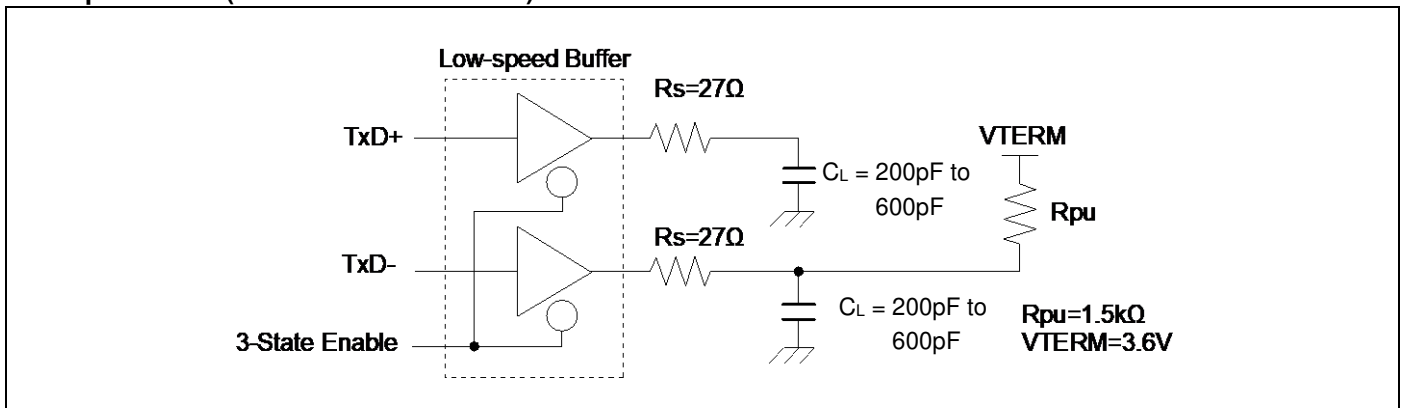 Low-speed Buffer
Rs=27Ω
TxD+
VTERM
CL = 200pF to
600pF
Rpu
Rs=27Ω
TxD-
CL = 200pF to
600pF
Rpu=1.5kΩ
VTERM=3.6V
3-State Enable